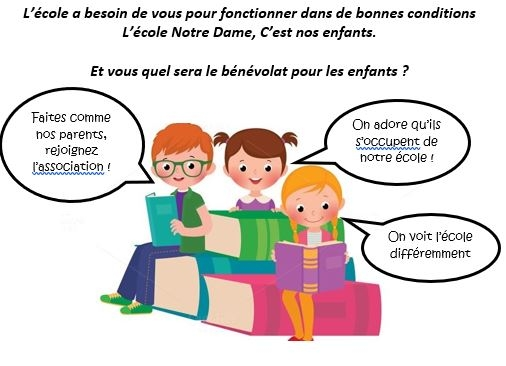 L'école a besoin de vous pour fonctionner dans de bonnes conditions
L'école Notre Dame, C'est nos enfants.
Et vous quel sera le bénévolat pour les enfants ?
Faites comme
nos parents,
rejoignez
l'association !
On adore qu'ils
s'occupent de
notre école !
On voit l'école
différemment